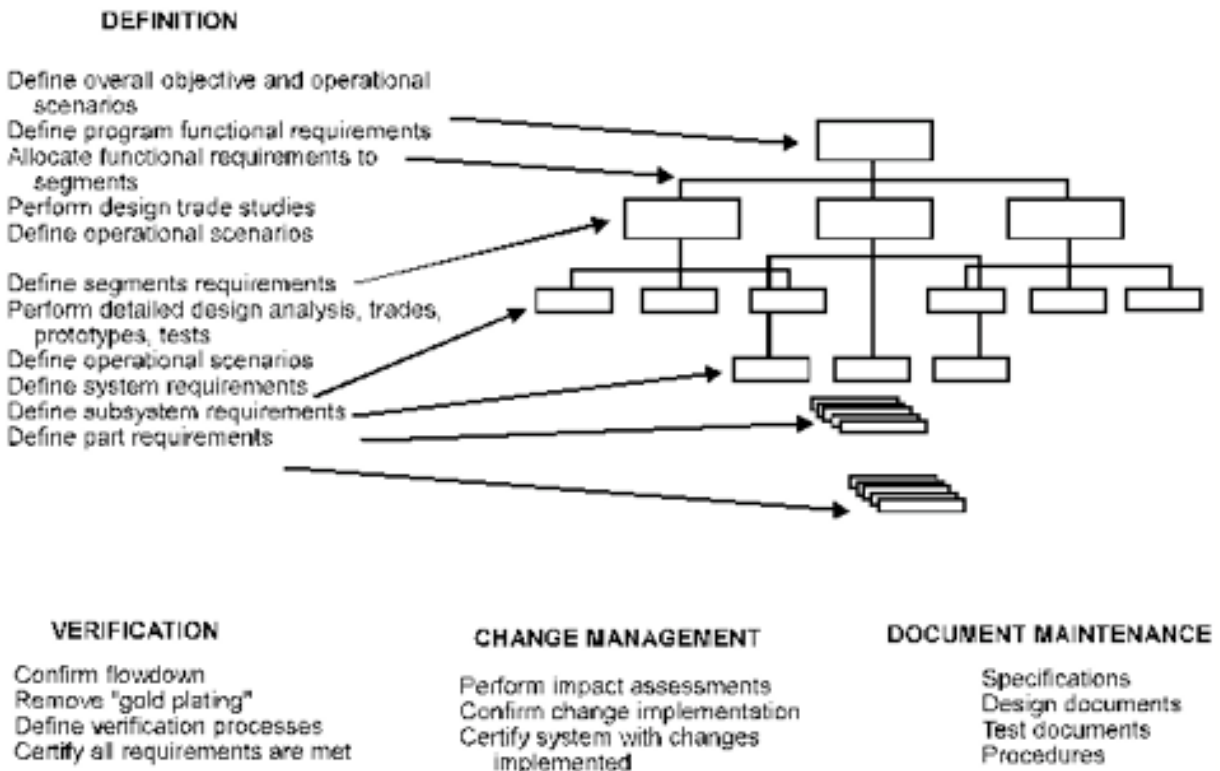 DEFINITION
Define overall objective and operational
scenarios
Define program functional requirements
Allocate functional requirements to
segments
Perform design trade studies
Define operational scenarios
Define segments requirements
Perform detailed design analysis, trades,
prototypes, tests
Define operational scenarios
Define system requirements
Define subsystem requirements
Define part requirements
VERIFICATION
Confirm flowdown
Remove "gold plating"
Define verification processes
Certify all requirements are met
CHANGE MANAGEMENT
Perform impact assessments
Confirm change implementation
Certify system with changes
implemented
DOCUMENT MAINTENANCE
Specifications
Design documents
Test documents
Procedures